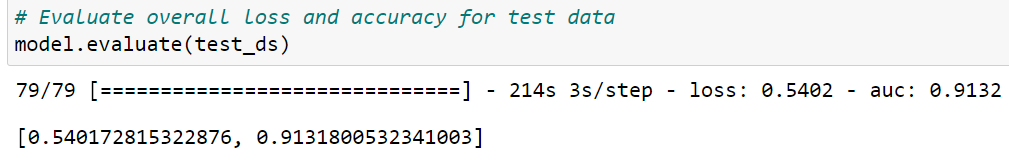 # Evaluate overall loss and accuracy for test data
model.evaluate(test_ds)
79/79 [==============================] - 214s 3s/step - loss: 0.5402 - auc: 0.9132
[0.540172815322876, 0.9131800532341003]